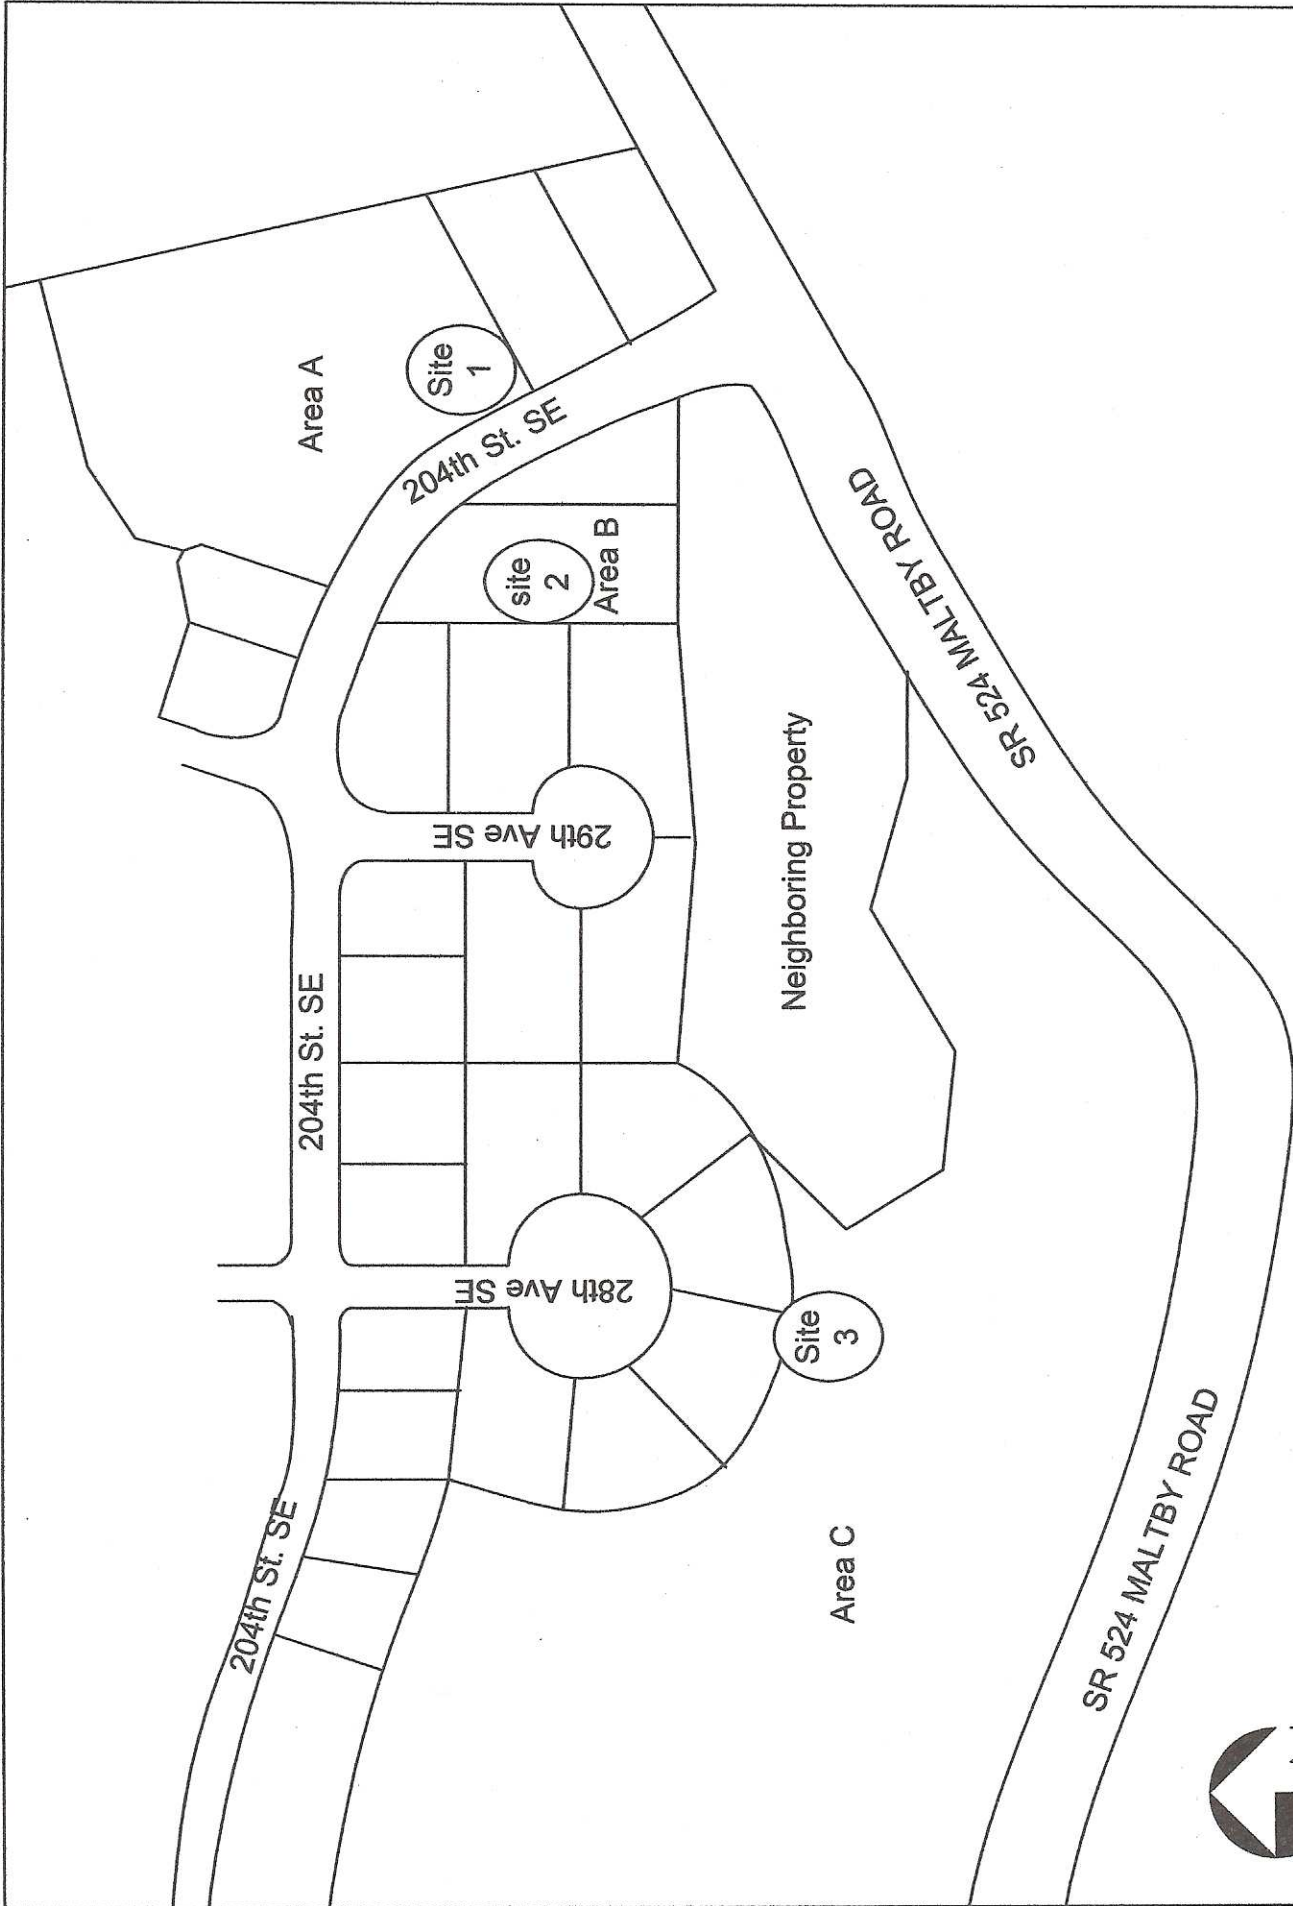 204th St. SE
28th Ave SE
Site
3
Area C
SR 524 MALTBY ROAD
204th St. SE
29th Ave SE
Neighboring Property
SR 524 MALTBY ROAD
204th St. SE
site
2
Area B
Area A
Site
1